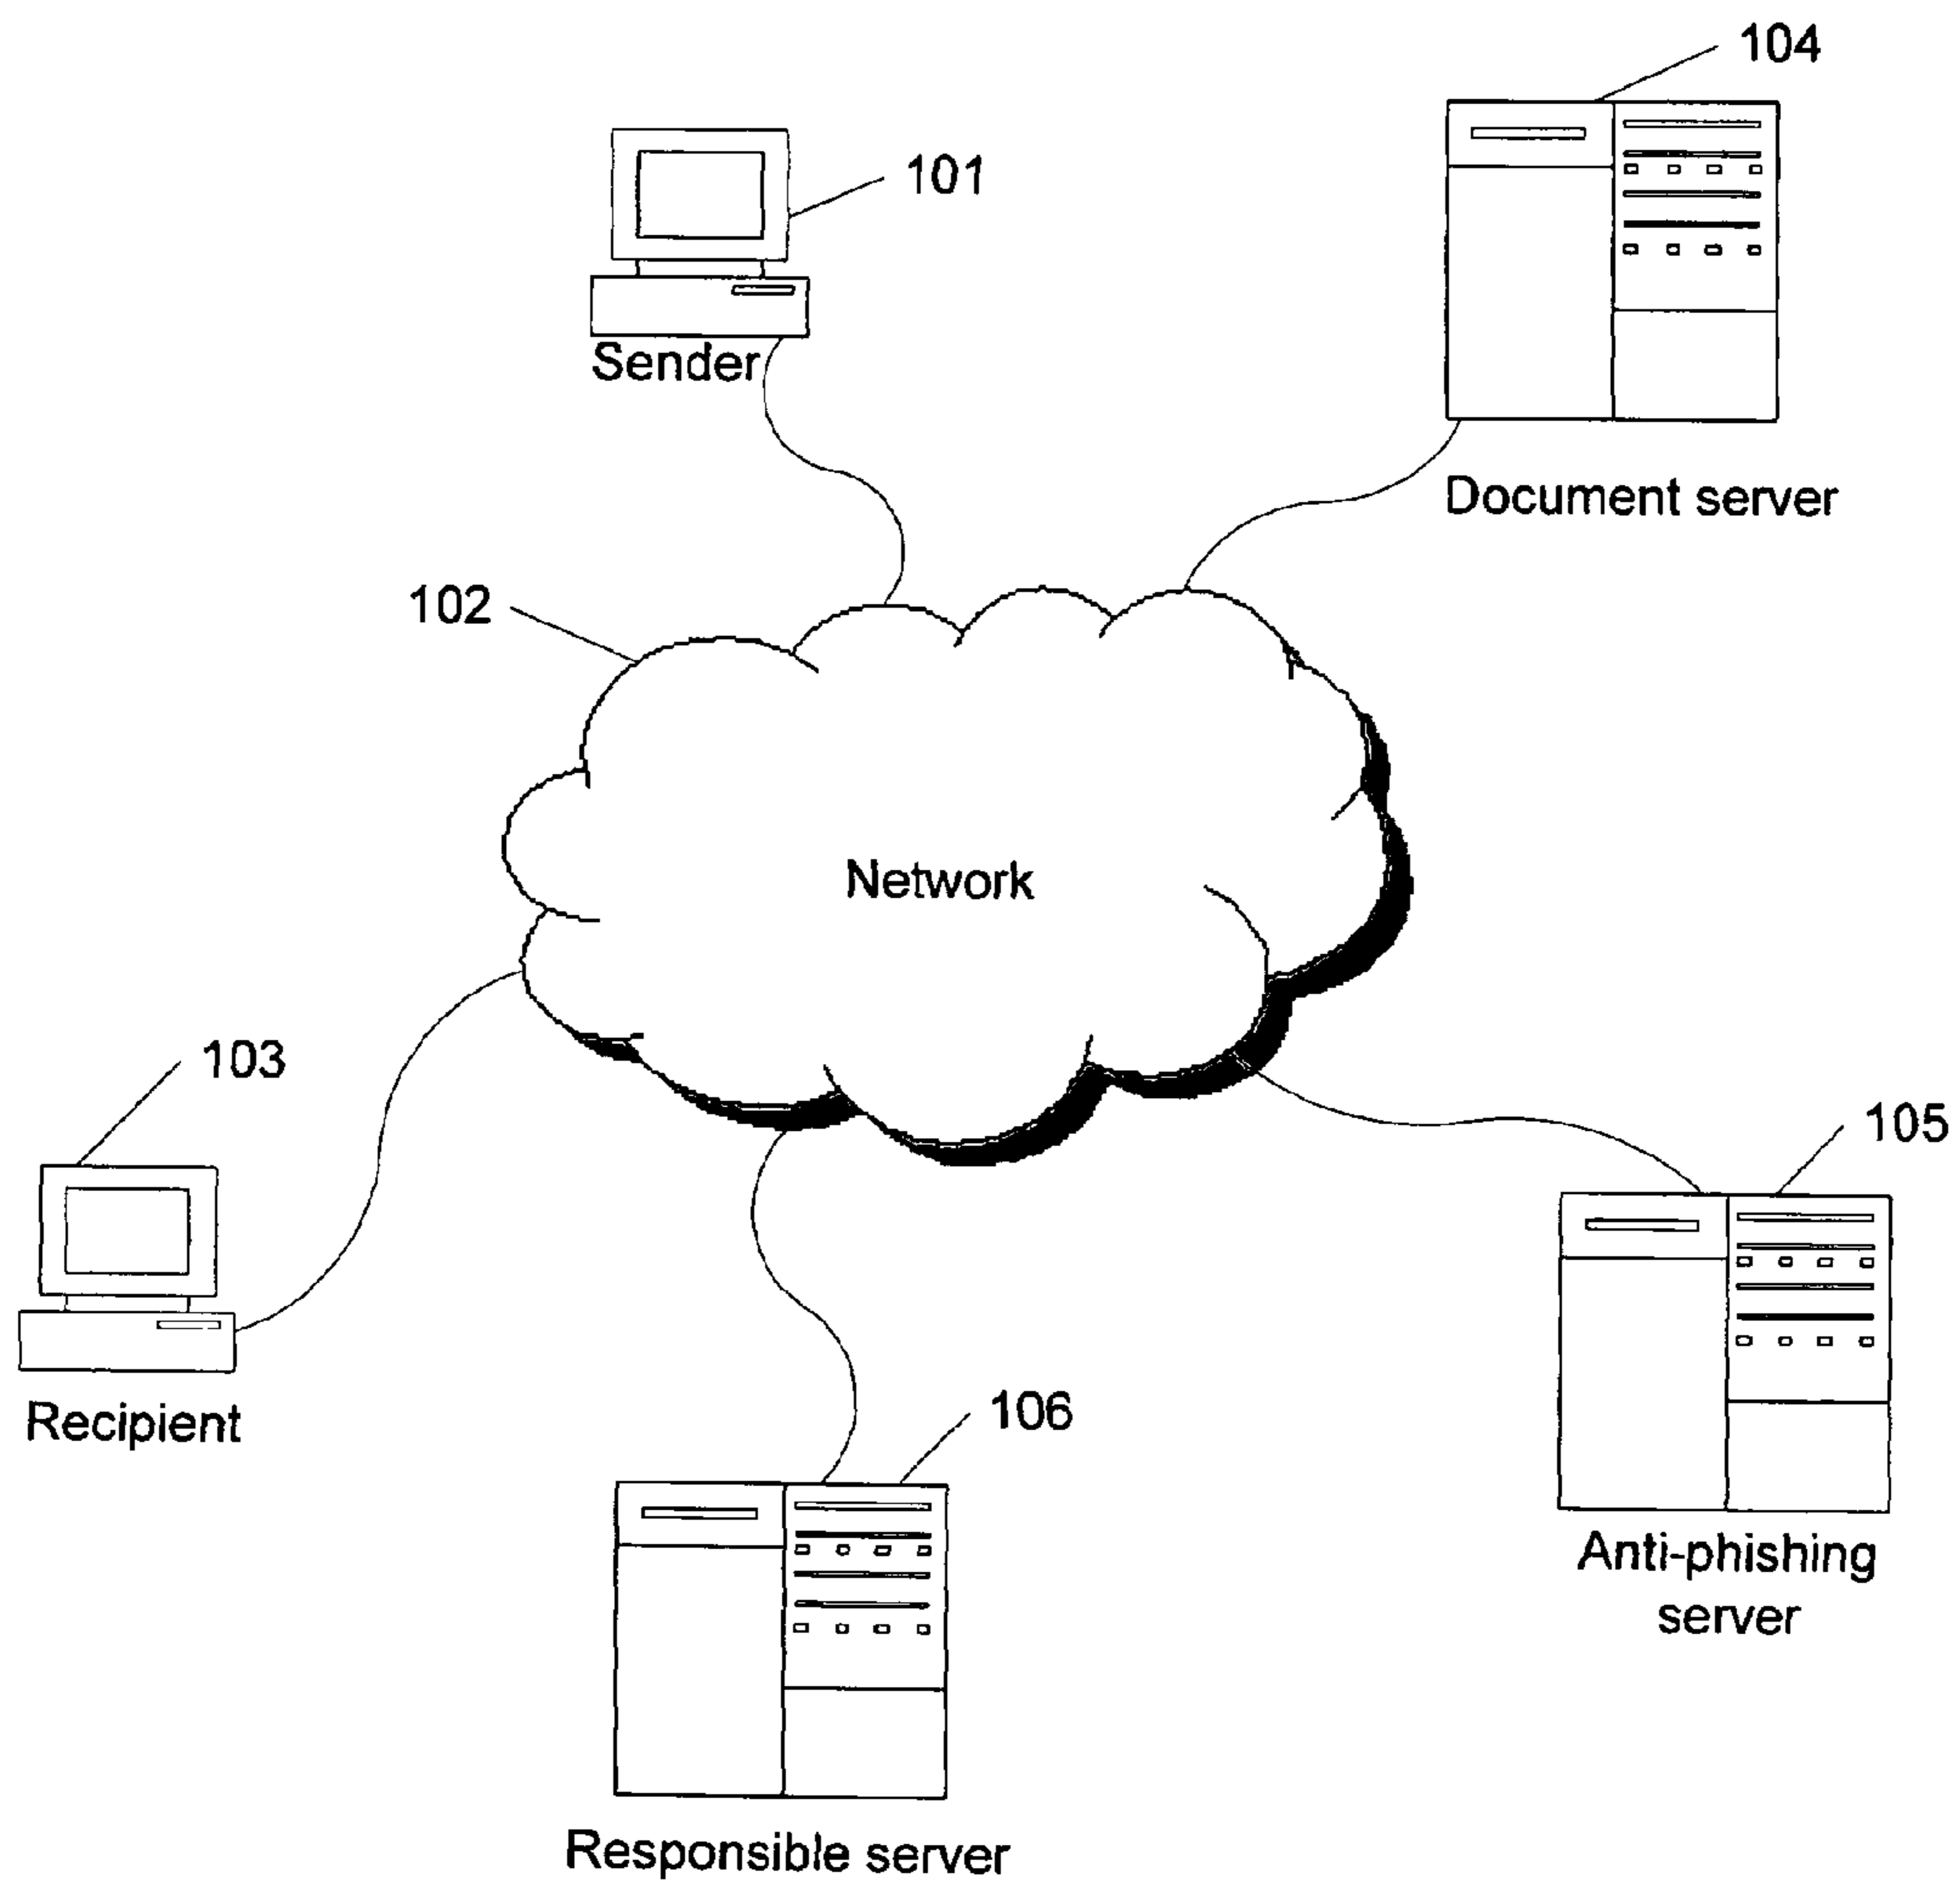 104
101
Sender
Document server
102
Network
103
105
Recipient
106
Anti-phishing
server
Responsible server